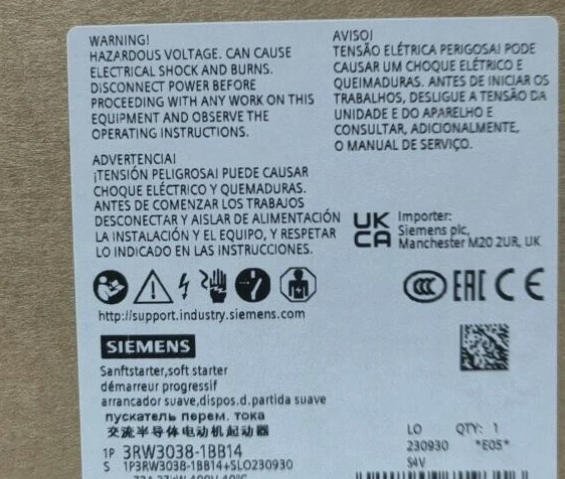 WARNING!
HAZARDOUS VOLTAGE. CAN CAUSE
ELECTRICAL SHOCK AND BURNS.
DISCONNECT POWER BEFORE
PROCEEDING WITH ANY WORK ON THIS
EQUIPMENT AND OBSERVE THE
OPERATING INSTRUCTIONS.
ADVERTENCIA!
¡TENSIÓN PELIGROSA! PUEDE CAUSAR
CHOQUE ELÉCTRICO Y QUEMADURAS.
ANTES DE COMENZAR LOS TRABAJOS
DESCONECTAR Y AISLAR DE ALIMENTACIÓN
LA INSTALACIÓN Y EL EQUIPO, Y RESPETAR
LO INDICADO EN LAS INSTRUCCIONES.
AVISO!
TENSÃO ELÉTRICA PERIGOSA! PODE
CAUSAR UM CHOQUE ELÉTRICO E
QUEIMADURAS. ANTES DE INICIAR OS
TRABALHOS, DESLIGUE A TENSÃO DA
UNIDADE E DO APARELHO E
CONSULTAR, ADICIONALMENTE,
O MANUAL DE SERVIÇO.
UK
CA
Importer:
Siemens plc,
Manchester M20 2UR, UK
CCC EAC CE
http://support.industry.siemens.com
SIEMENS
Sanftstarter,soft starter
démarreur progressif
arrancador suave,dispos.d.partida suave
пускатель перем. тока
交流半导体电动机起动器
1P 3RW3038-1BB14
S 1P3RW3038-1BB14+SLO230930
LO QTY: 1
230930 *E05*
S4V